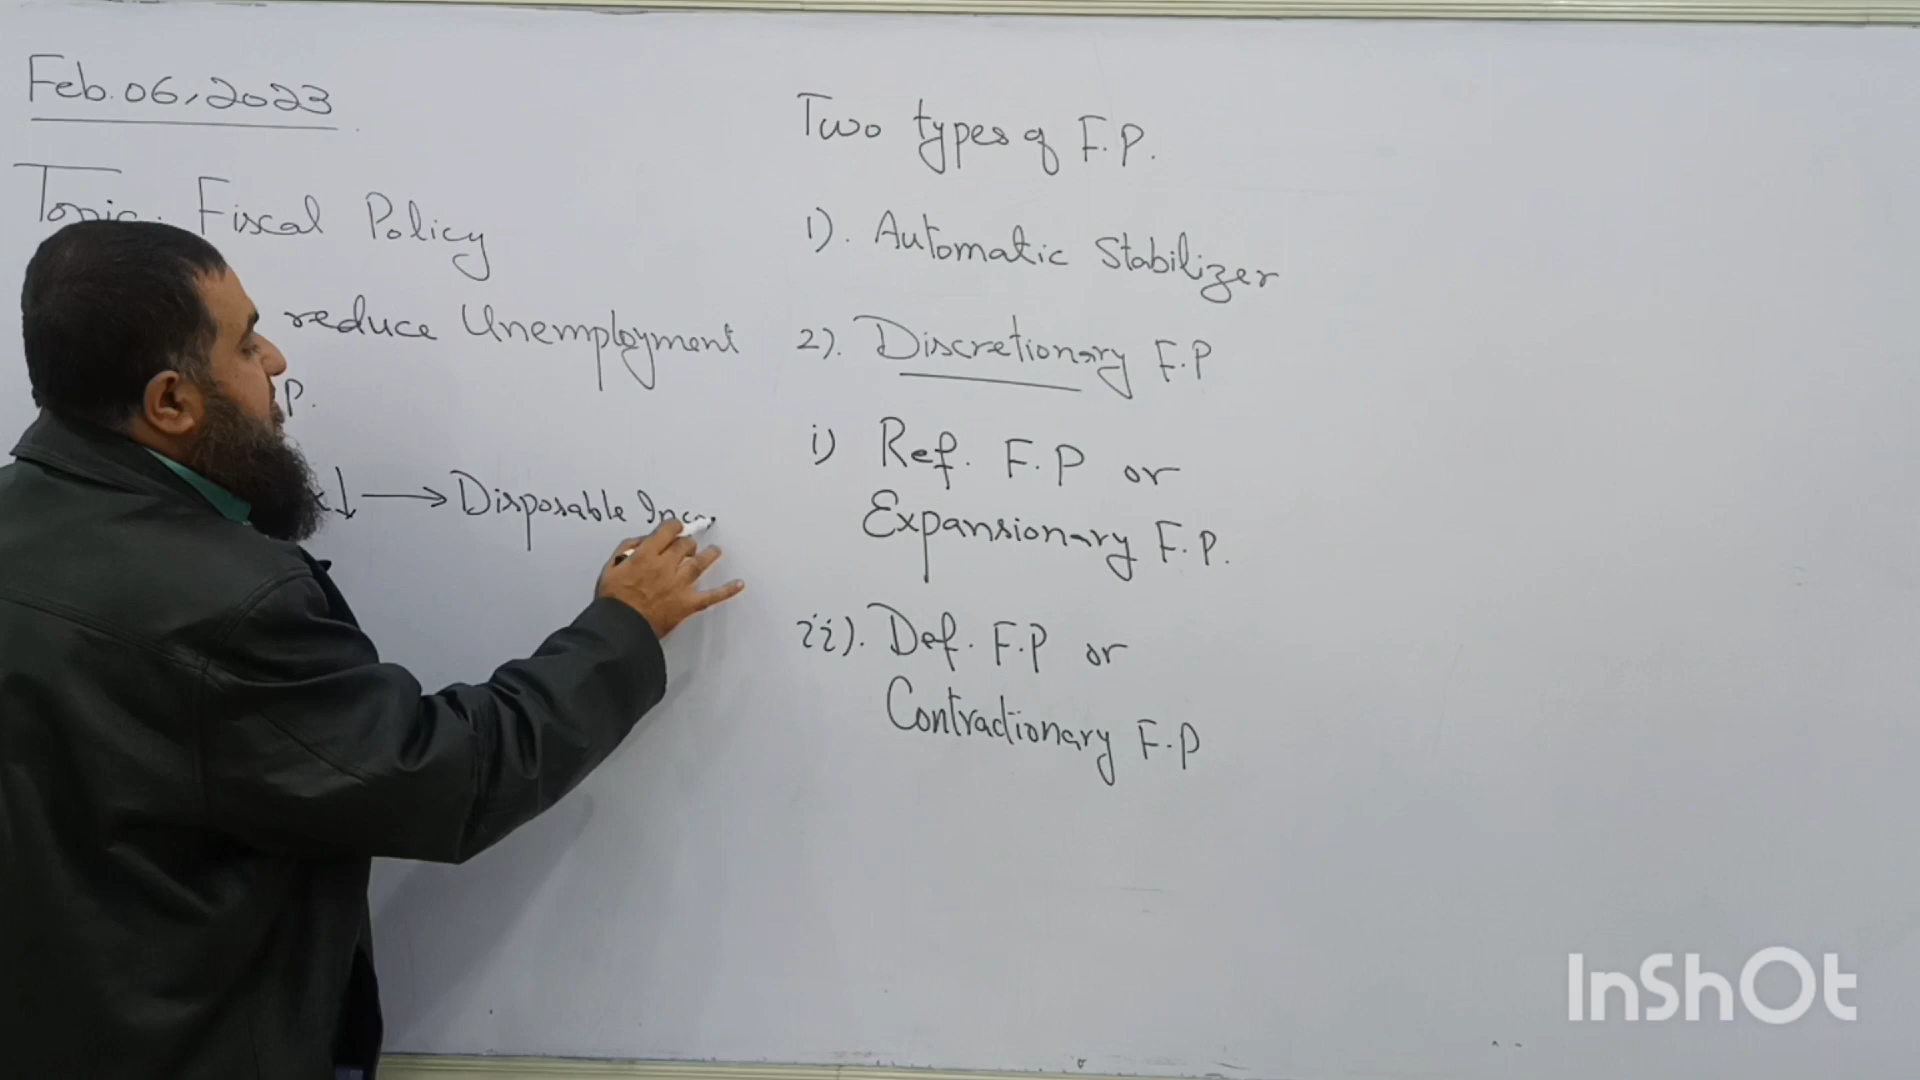 Feb. 06, 2023
Topic. Fiscal Policy
reduce Unemployment
P.
↓ → Disposable Inco
Two types of F.P.
1). Automatic Stabilizer
2). Discretionary F.P
i) Ref. F.P or
Expansionary F.P.
ii). Def. F.P or
Contractionary F.P
InShOt